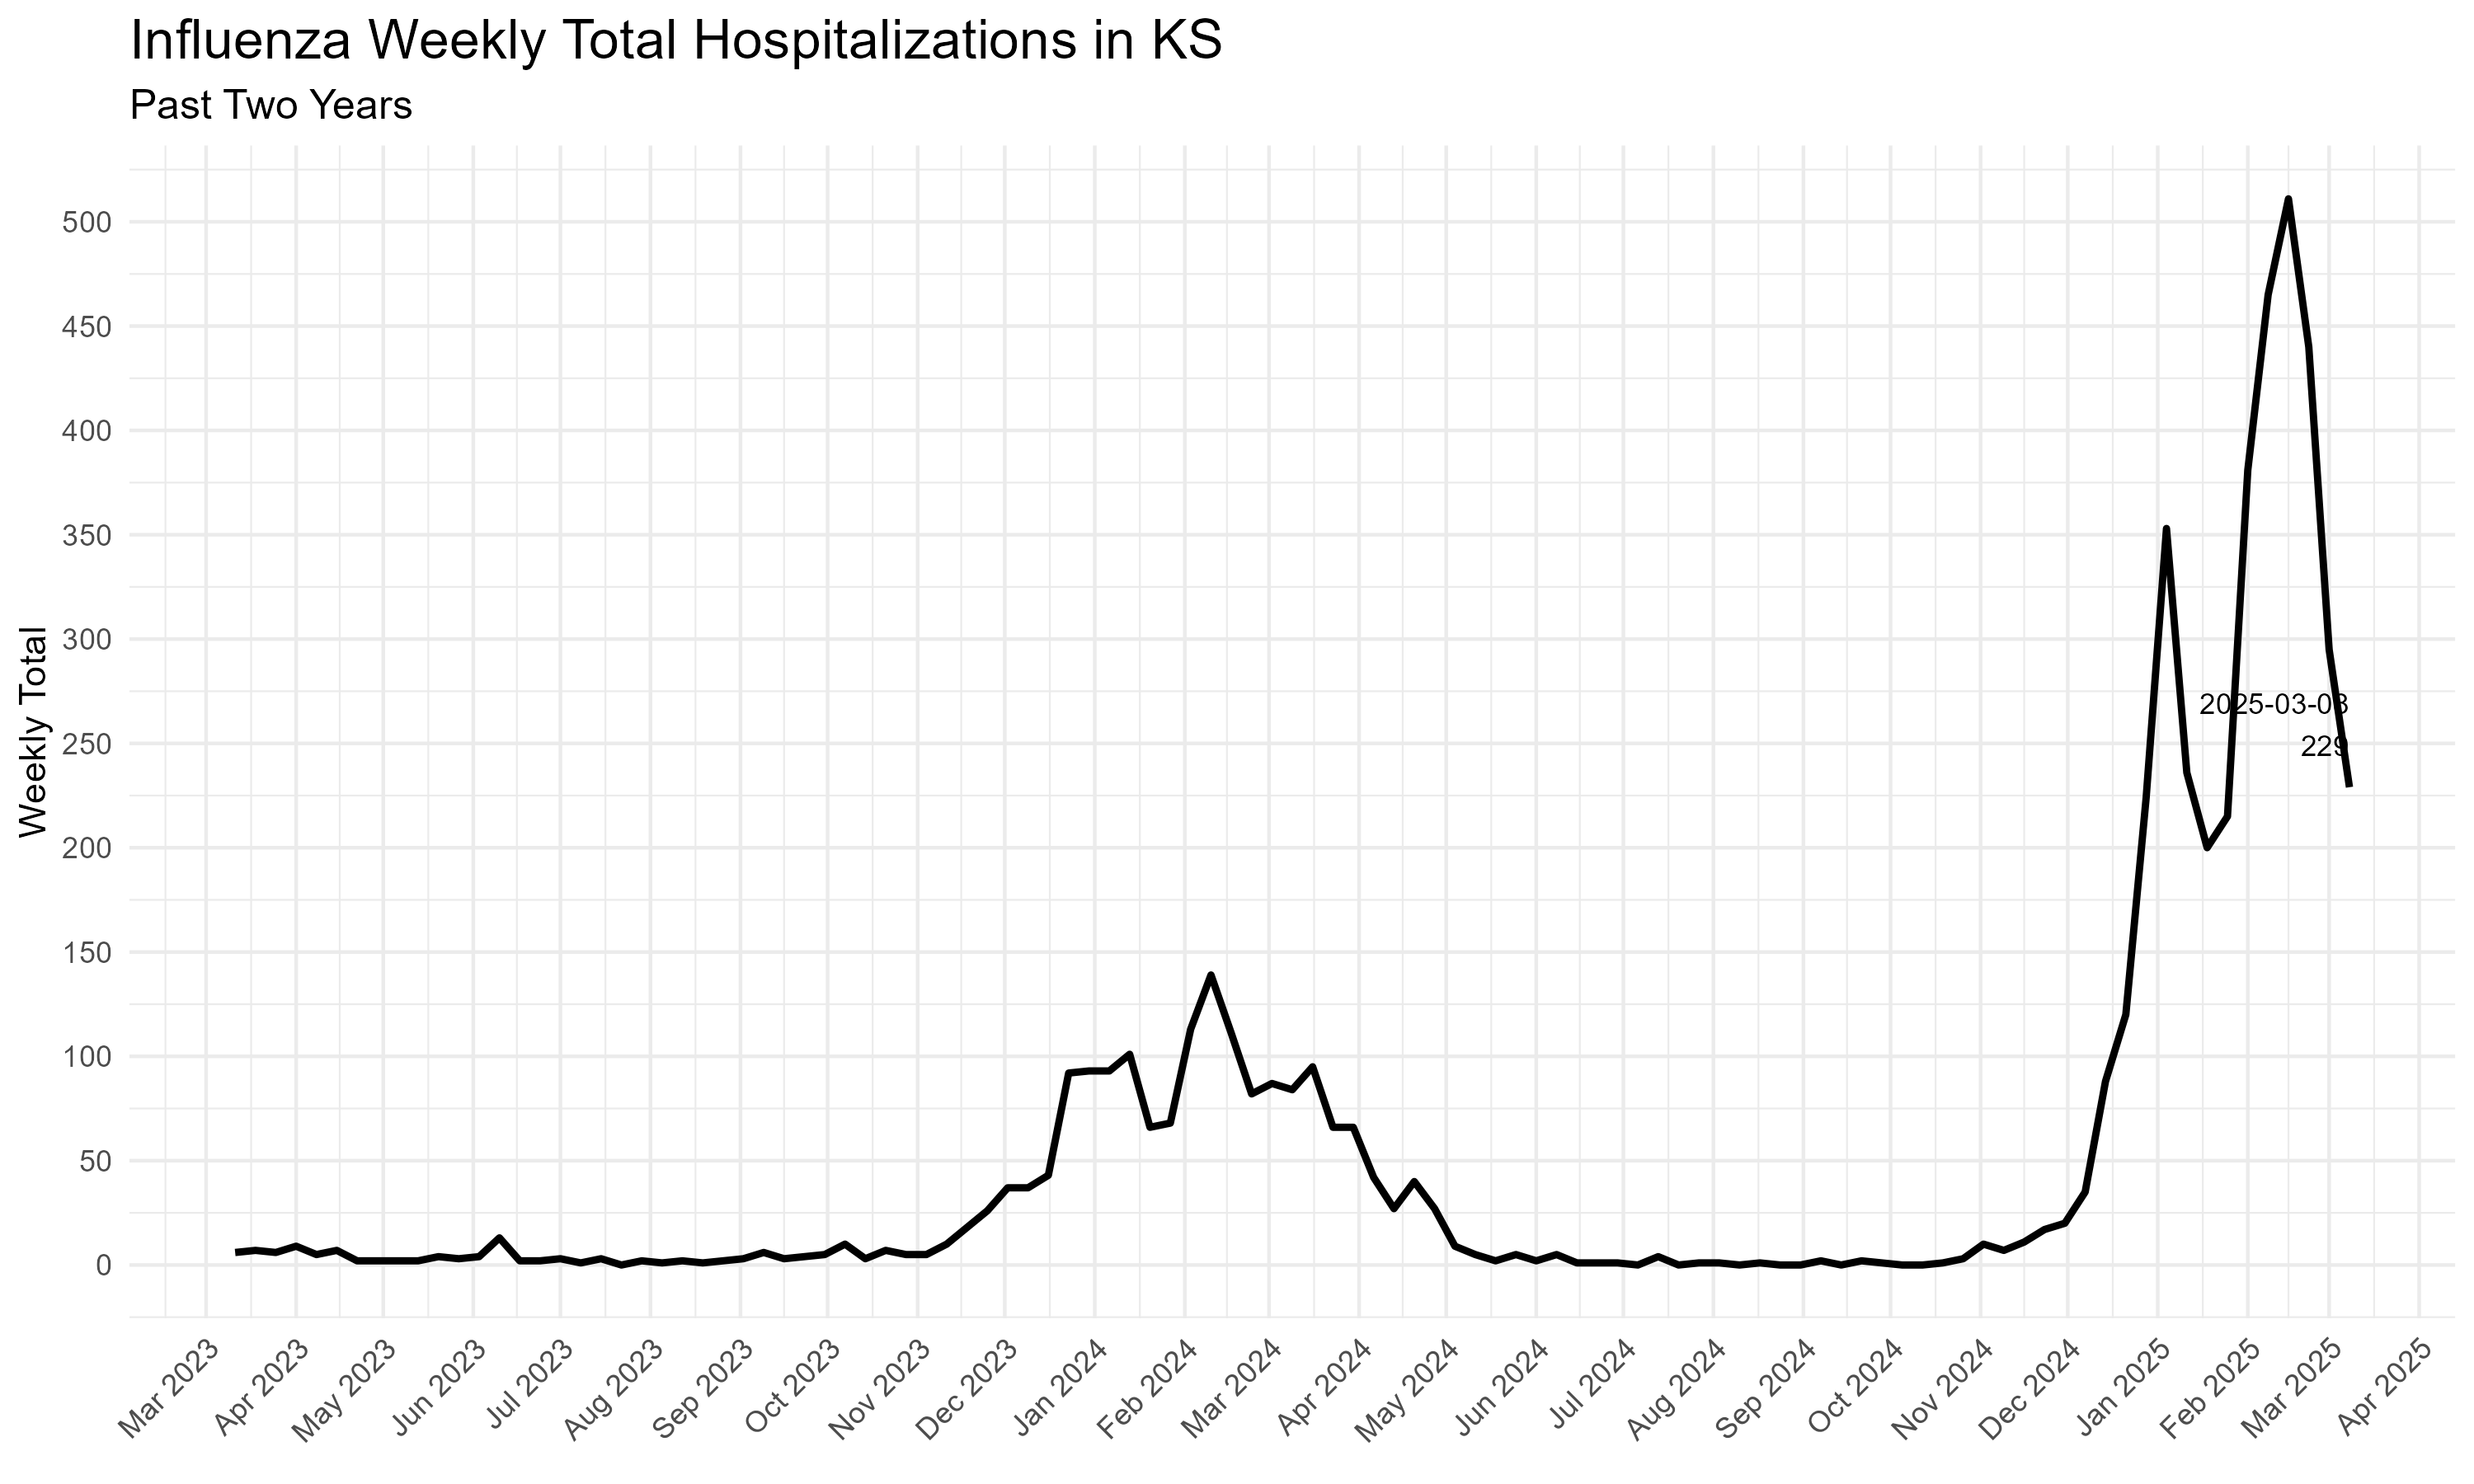 Influenza Weekly Total Hospitalizations in KS
Past Two Years
Weekly Total
500
450
400
350
300
250
200
150
100
50
0
2025-03-08
229
Mar 2023
Apr 2023
May 2023
Jun 2023
Jul 2023
Aug 2023
Sep 2023
Oct 2023
Nov 2023
Dec 2023
Jan 2024
Feb 2024
Mar 2024
Apr 2024
May 2024
Jun 2024
Jul 2024
Aug 2024
Sep 2024
Oct 2024
Nov 2024
Dec 2024
Jan 2025
Feb 2025
Mar 2025
Apr 2025